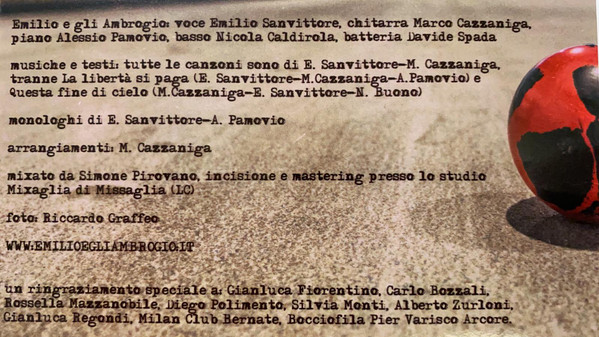 Emilio e gli Ambrogio: voce Emilio Sanvittore, chitarra Marco Cazzaniga,
piano Alessio Pamovio, basso Nicola Caldirola, batteria Davide Spada
musiche e testi: tutte le canzoni sono di E. Sanvittore-M. Cazzaniga,
tranne La libertà si paga (E. Sanvittore-M.Cazzaniga-A.Pamovio) e
Questa fine di cielo (M.Cazzaniga-E. Sanvittore-N. Buono)
monologhi di E. Sanvittore-A. Pamovio
arrangiamenti: M. Cazzaniga
mixato da Simone Pirovano, incisione e mastering presso lo studio
Mixaglia di Missaglia (LC)
foto: Riccardo Graffeo
WWW.EMILIOEGLIAMBROGIO.IT
un ringraziamento speciale a: Gianluca Fiorentino, Carlo Bozzali,
Rossella Mazzanobile, Diego Polimento, Silvia Monti, Alberto Zurloni,
Gianluca Regondi, Milan Club Bernate, Bocciofila Pier Varisco Arcore.